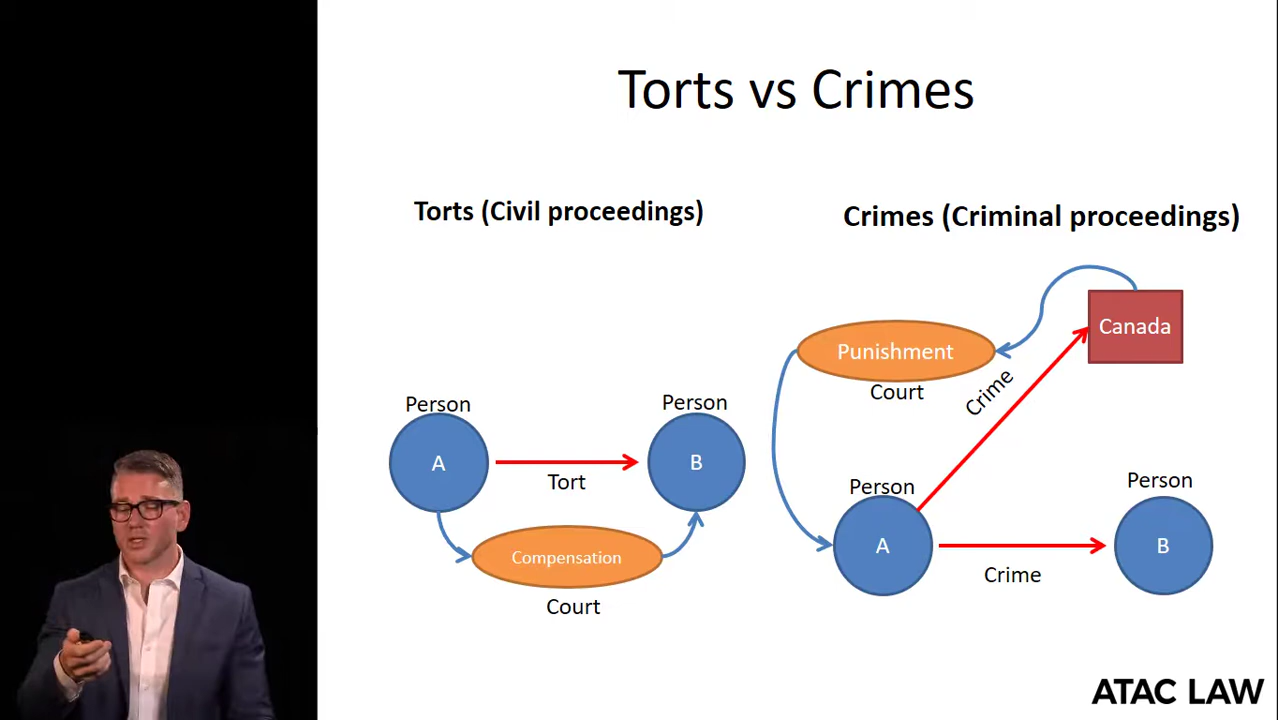 Torts vs Crimes
Torts (Civil proceedings)
Person
Person
A
B
Tort
Compensation
Court
Crimes (Criminal proceedings)
Canada
Punishment
Court
Crime
Person
Person
A
B
Crime
ATAC LAW